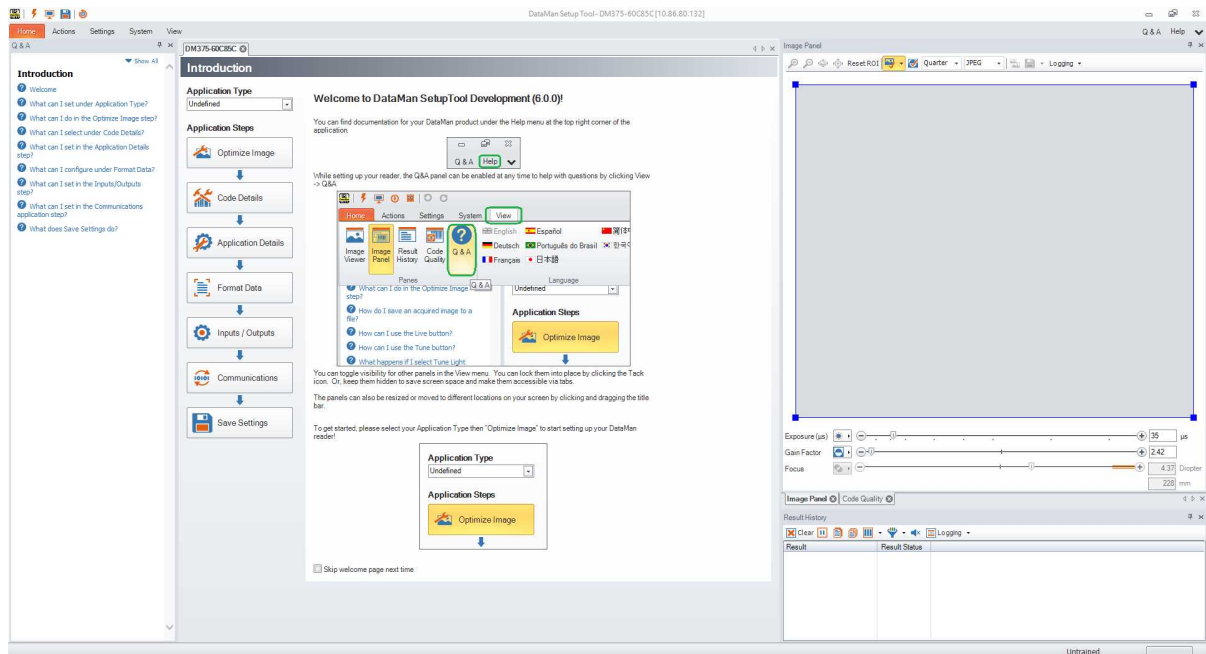 DataMan Setup Tool - DM375-60C85C [10.86.80.132]
Home Actions Settings System View
Q & A Help
Q & A
Show All
Introduction
Welcome
What can I set under Application Type?
What can I do in the Optimize Image step?
What can I select under Code Details?
What can I set in the Application Details
step?
What can I configure under Format Data?
What can I set in the Inputs/Outputs
step?
What can I set in the Communications
application step?
What does Save Settings do?
DM375-60C85C
Introduction
Application Type
Undefined
Application Steps
Optimize Image
Code Details
Application Details
Format Data
Inputs / Outputs
Communications
Save Settings
Welcome to DataMan SetupTool Development (6.0.0)!
You can find documentation for your DataMan product under the Help menu at the top right corner of the
application.
Q & A Help
While setting up your reader, the Q&A panel can be enabled at any time to help with questions by clicking View
-> Q&A
Home Actions Settings System View
Image
Viewer
Image
Panel
Result
History
Code
Quality
Q & A
English Español
Deutsch Português do Brasil
Français 日本語
Panes Language
Q & A
What can I do in the Optimize Image
step?
How do I save an acquired image to a
file?
How can I use the Live button?
How can I use the Tune button?
What happens if I select Tune Light
Undefined
Application Steps
Optimize Image
You can toggle visibility for other panels in the View menu. You can lock them into place by clicking the Tack
icon. Or, keep them hidden to save screen space and make them accessible via tabs.
The panels can also be resized or moved to different locations on your screen by clicking and dragging the title
bar.
To get started, please select your Application Type then "Optimize Image" to start setting up your DataMan
reader!
Application Type
Undefined
Application Steps
Optimize Image
Skip welcome page next time
Image Panel
Reset ROI Quarter JPEG Logging
Exposure (µs) 35 µs
Gain Factor 2.42
Focus 4.37 Diopter
228 mm
Image Panel Code Quality
Result History
Clear Logging
Result Result Status
Untrained